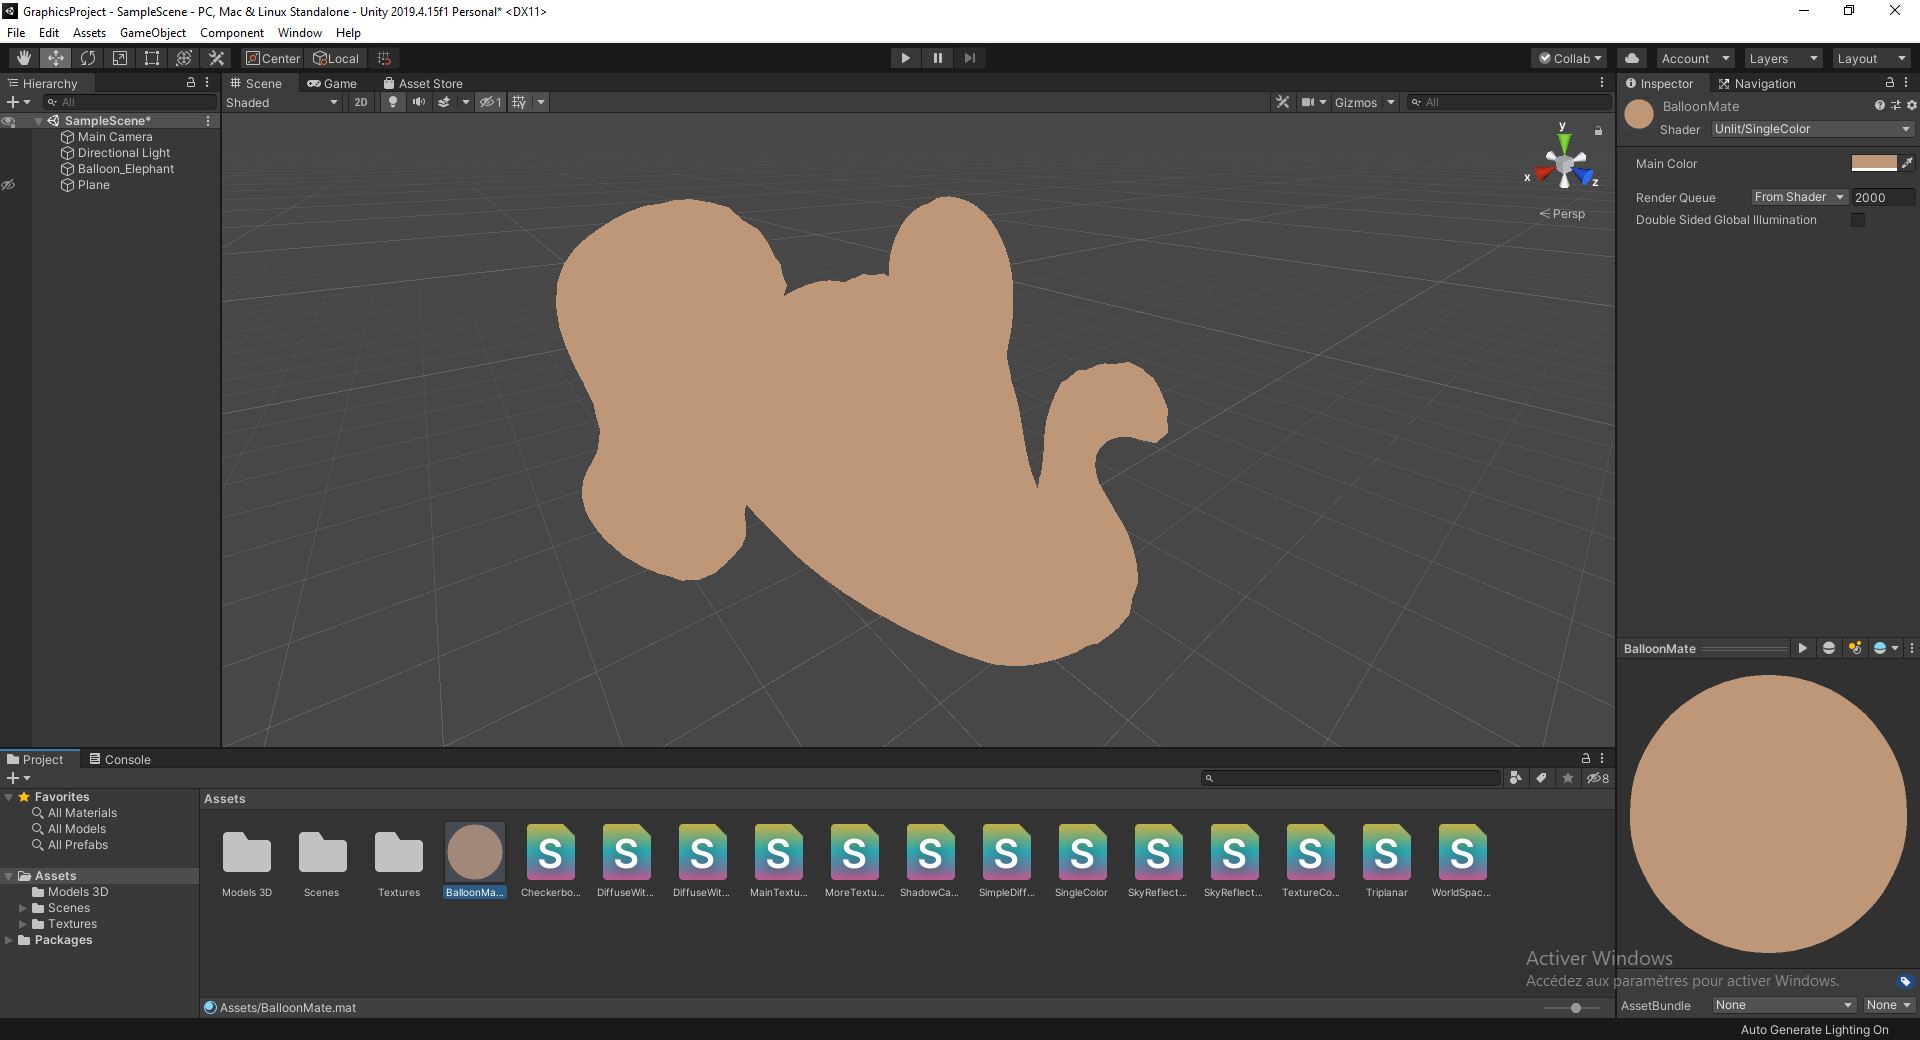 GraphicsProject - SampleScene - PC, Mac & Linux Standalone - Unity 2019.4.15f1 Personal* <DX11>
File Edit Assets GameObject Component Window Help
Center Local Collab Account Layers Layout
Hierarchy
All
SampleScene*
Main Camera
Directional Light
Balloon_Elephant
Plane
Scene Game Asset Store
Shaded 2D 1 Gizmos All
y
x
z
Persp
Inspector Navigation
BalloonMate
Shader Unlit/SingleColor
Main Color
Render Queue From Shader 2000
Double Sided Global Illumination
BalloonMate
Project Console
8
Favorites
All Materials
All Models
All Prefabs
Assets
Models 3D
Scenes
Textures
Packages
Assets
S S S S S S S S S S S S S
Models 3D Scenes Textures BalloonMa... Checkerbo... DiffuseWit... DiffuseWit... MainTextu... MoreTextu... ShadowCa... SimpleDiff... SingleColor SkyReflect... SkyReflect... TextureCo... Triplanar WorldSpac...
Assets/BalloonMate.mat
Activer Windows
Accédez aux paramètres pour activer Windows.
AssetBundle None None
Auto Generate Lighting On